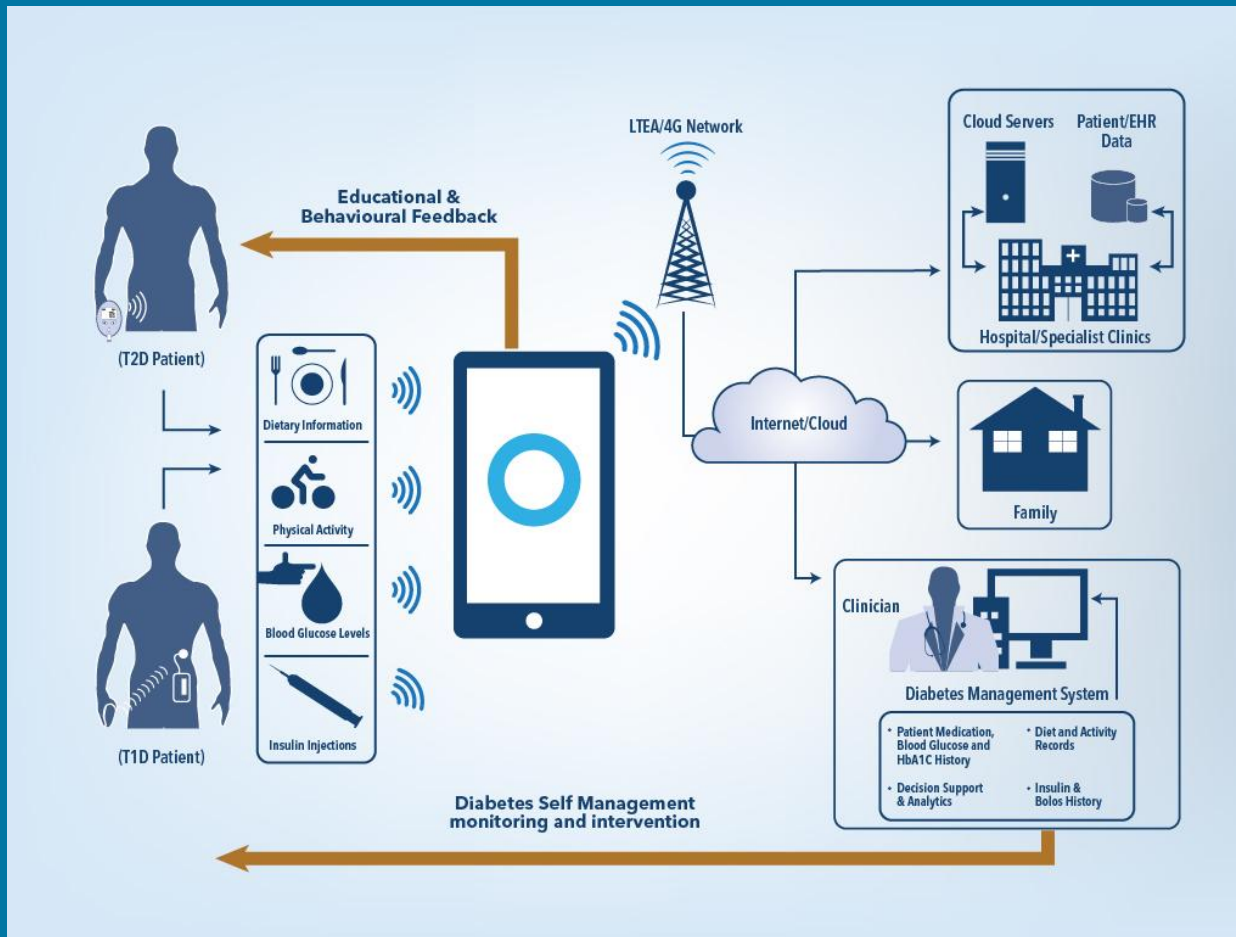 LTEA/4G Network
Cloud Servers
Patient/EHR
Data
Educational &
Behavioural Feedback
Hospital/Specialist Clinics
(T2D Patient)
Dietary Information
Physical Activity
Blood Glucose Levels
Insulin Injections
(T1D Patient)
Internet/Cloud
Family
Clinician
Diabetes Management System
• Patient Medication,
Blood Glucose and
HbA1C History
• Diet and Activity
Records
• Decision Support
& Analytics
• Insulin &
Bolos History
Diabetes Self Management
monitoring and intervention